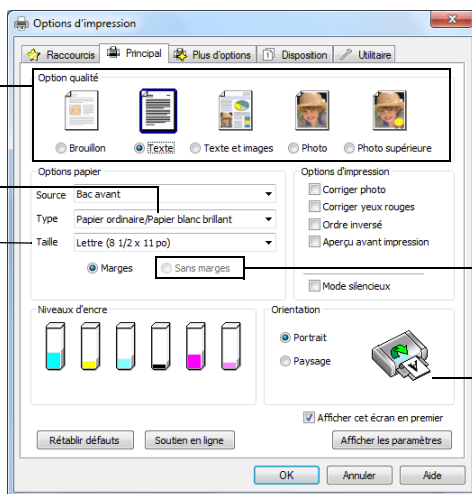 Options d'impression
Raccourcis Principal Plus d'options Disposition Utilitaire
Option qualité
Brouillon Texte Texte et images Photo Photo supérieure
Options papier
Source Bac avant
Type Papier ordinaire/Papier blanc brillant
Taille Lettre (8 1/2 x 11 po)
Marges Sans marges
Options d'impression
Corriger photo
Corriger yeux rouges
Ordre inversé
Aperçu avant impression
Mode silencieux
Niveaux d'encre
Orientation
Portrait
Paysage
A
Afficher cet écran en premier
Rétablir défauts Soutien en ligne Afficher les paramètres
OK Annuler Aide